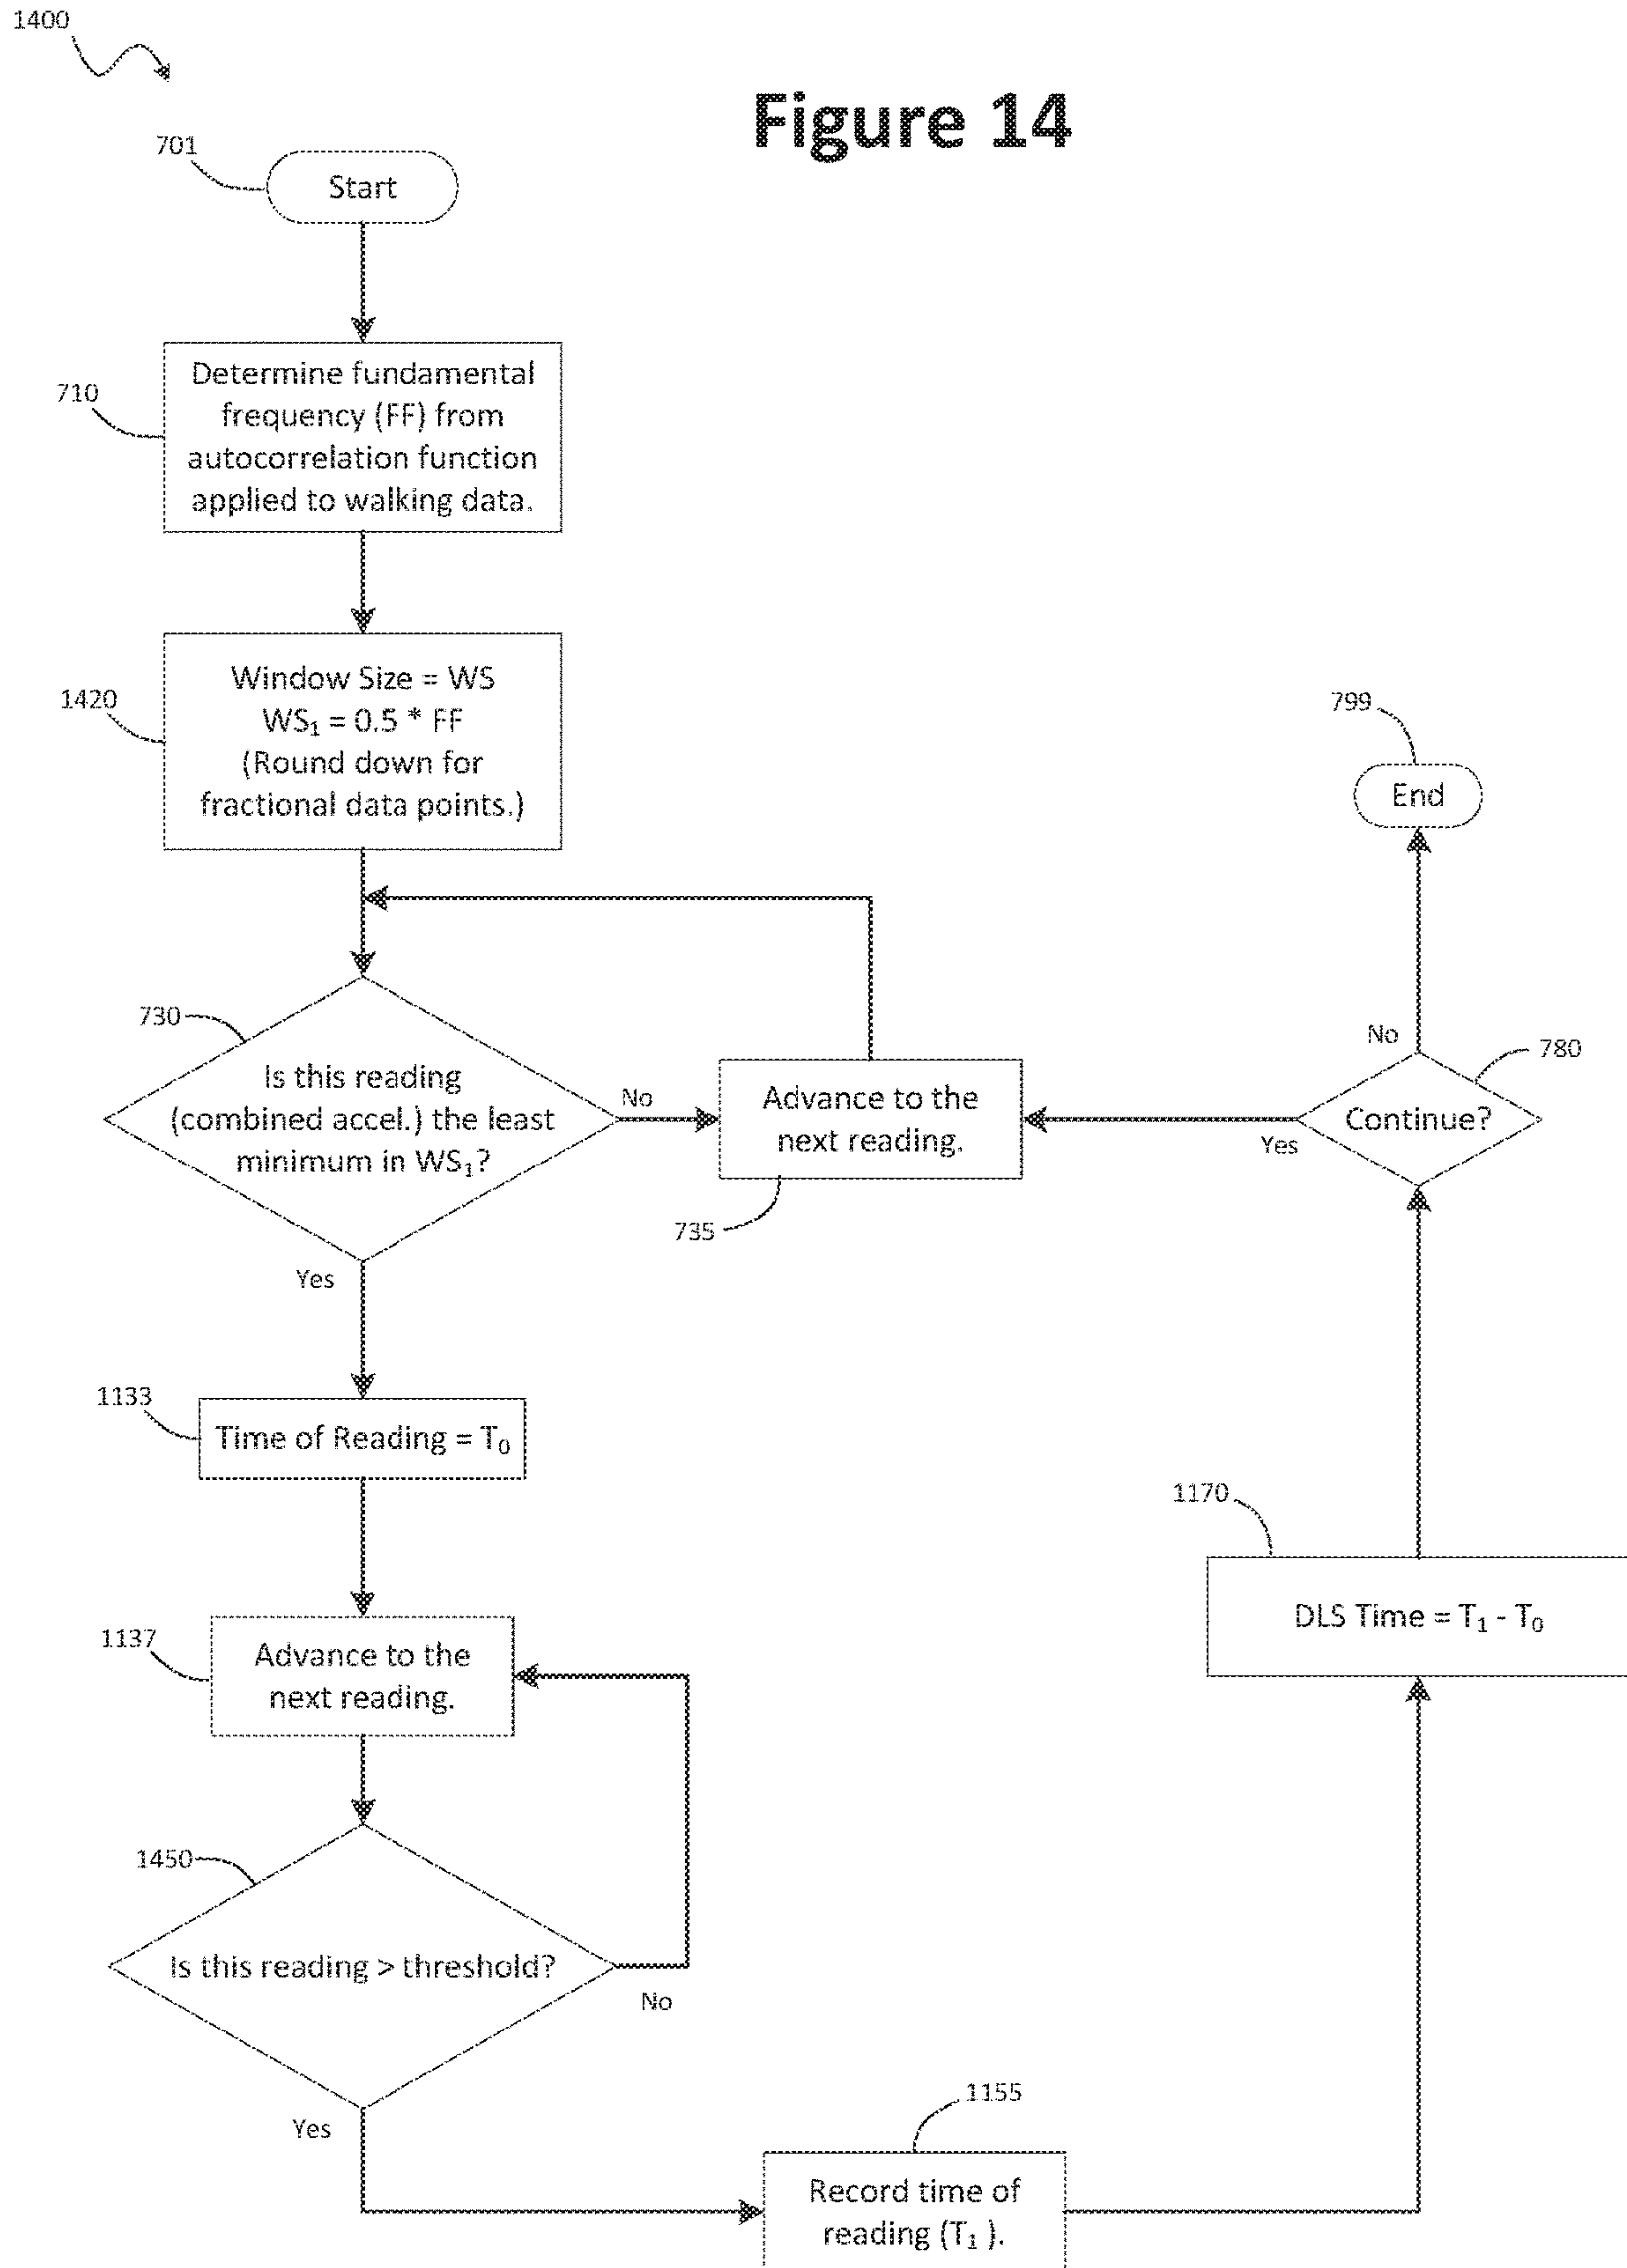 1400
Figure 14
701
Start
710
Determine fundamental
frequency (FF) from
autocorrelation function
applied to walking data.
1420
Window Size = WS
WS₁ = 0.5 * FF
(Round down for
fractional data points.)
799
End
730
Is this reading
(combined accel.) the least
minimum in WS₁?
No
Yes
Advance to the
next reading.
735
No
780
Continue?
Yes
1133
Time of Reading = T₀
1137
Advance to the
next reading.
1170
DLS Time = T₁ - T₀
1450
Is this reading > threshold?
No
Yes
1155
Record time of
reading (T₁ ).